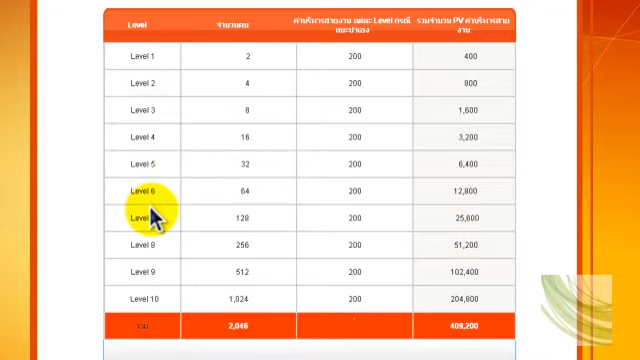 Level จำนวนคน ค่าบริหารสายงาน แต่ละ Level กรณี รวมจำนวน PV ค่าบริหารสาย
แนะนำเอง งาน
Level 1 2 200 400
Level 2 4 200 800
Level 3 8 200 1,600
Level 4 16 200 3,200
Level 5 32 200 6,400
Level 6 64 200 12,800
Level 128 200 25,600
Level 8 256 200 51,200
Level 9 512 200 102,400
Level 10 1,024 200 204,800
รวม 2,046 409,200